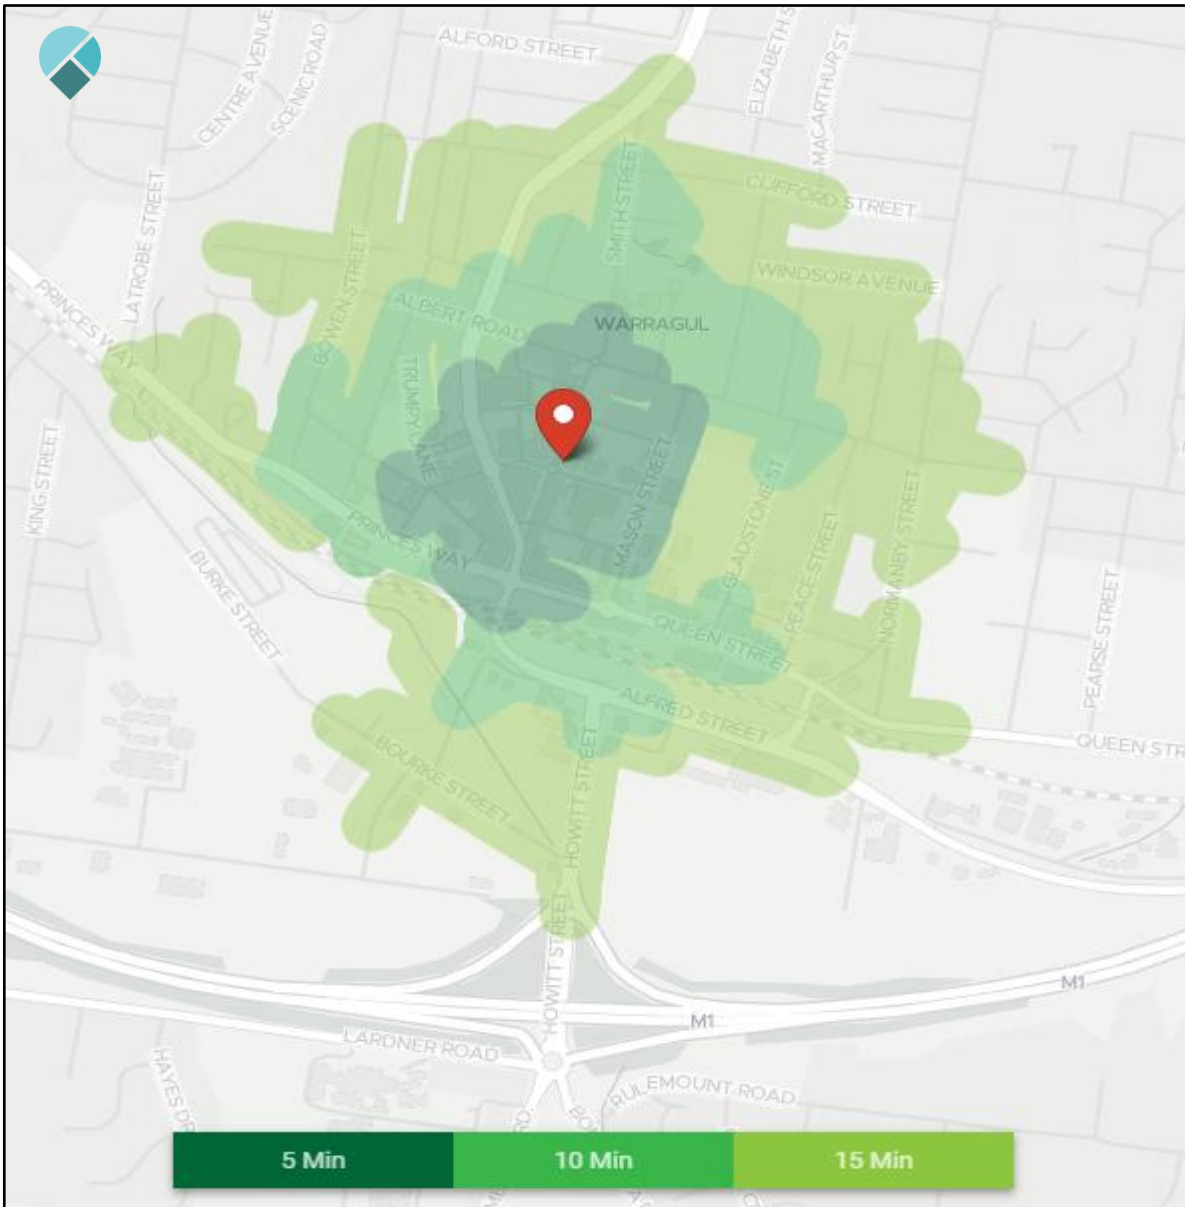 ALFORD STREET
ELIZABETH S
CENTRE AVENUE
SCENIC ROAD
MACARTHUR ST
SMITH STREET
CLIFFORD STREET
LATROBE STREET
BOWEN STREET
WINDSOR AVENUE
PRINCES WAY
ALBERT ROAD
WARRAGUL
TRUMPY LANE
KING STREET
MASON STREET
GLADSTONE ST
NORMANBY STREET
PRINCES WAY
PEACE STREET
BURKE STREET
PEARSE STREET
QUEEN STREET
ALFRED STREET
QUEEN STR
BOURKE STREET
HOWITT STREET
HOWITT STREET
M1
M1
LARDNER ROAD
HAYES DR
RULEMOUNT ROAD
RD
BO
5 Min
10 Min
15 Min